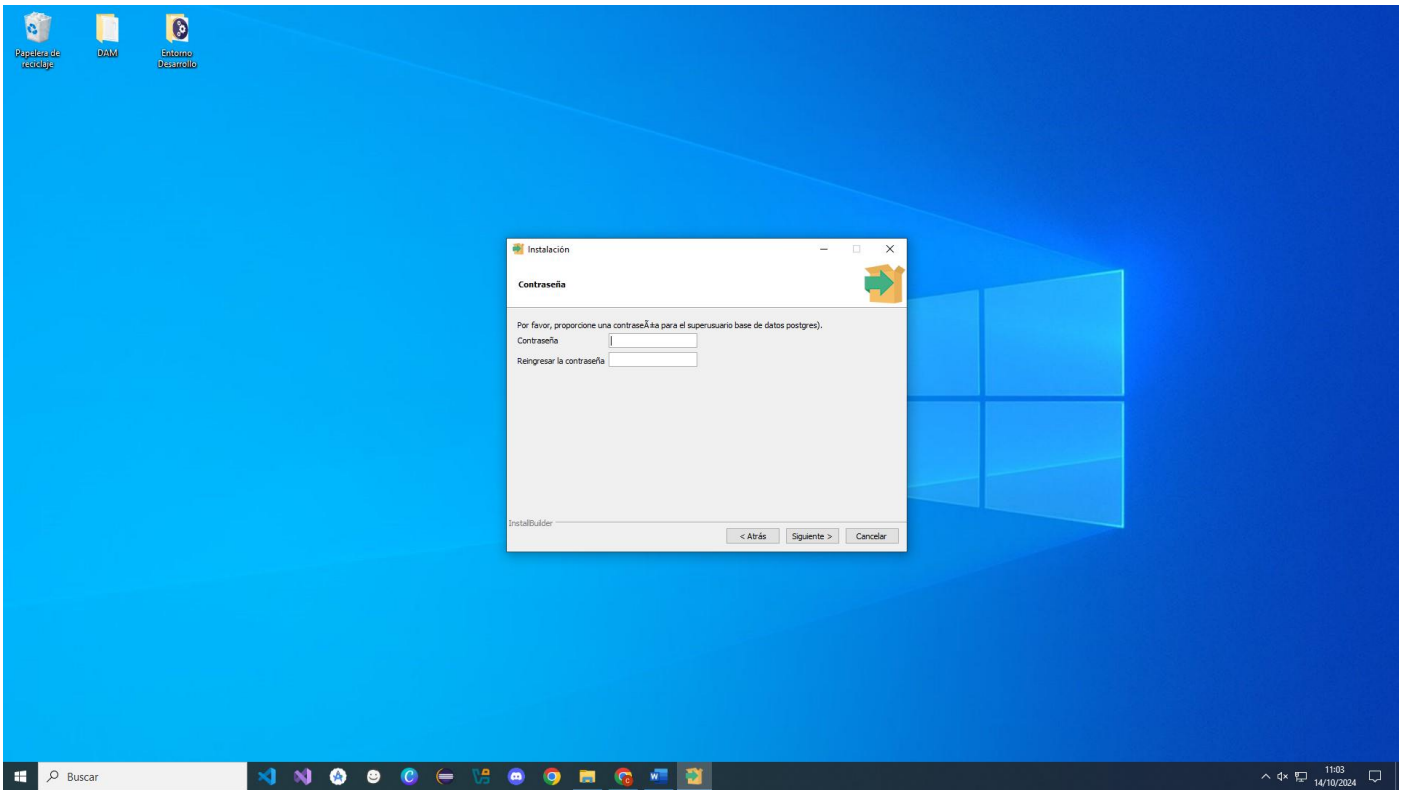 Papelera de
reciclaje
DAM
Entorno
Desarrollo
Instalación
Contraseña
Por favor, proporcione una contraseÃ±a para el superusuario base de datos postgres).
Contraseña
Reingresar la contraseña
InstallBuilder
< Atrás
Siguiente >
Cancelar
Buscar
11:03
14/10/2024